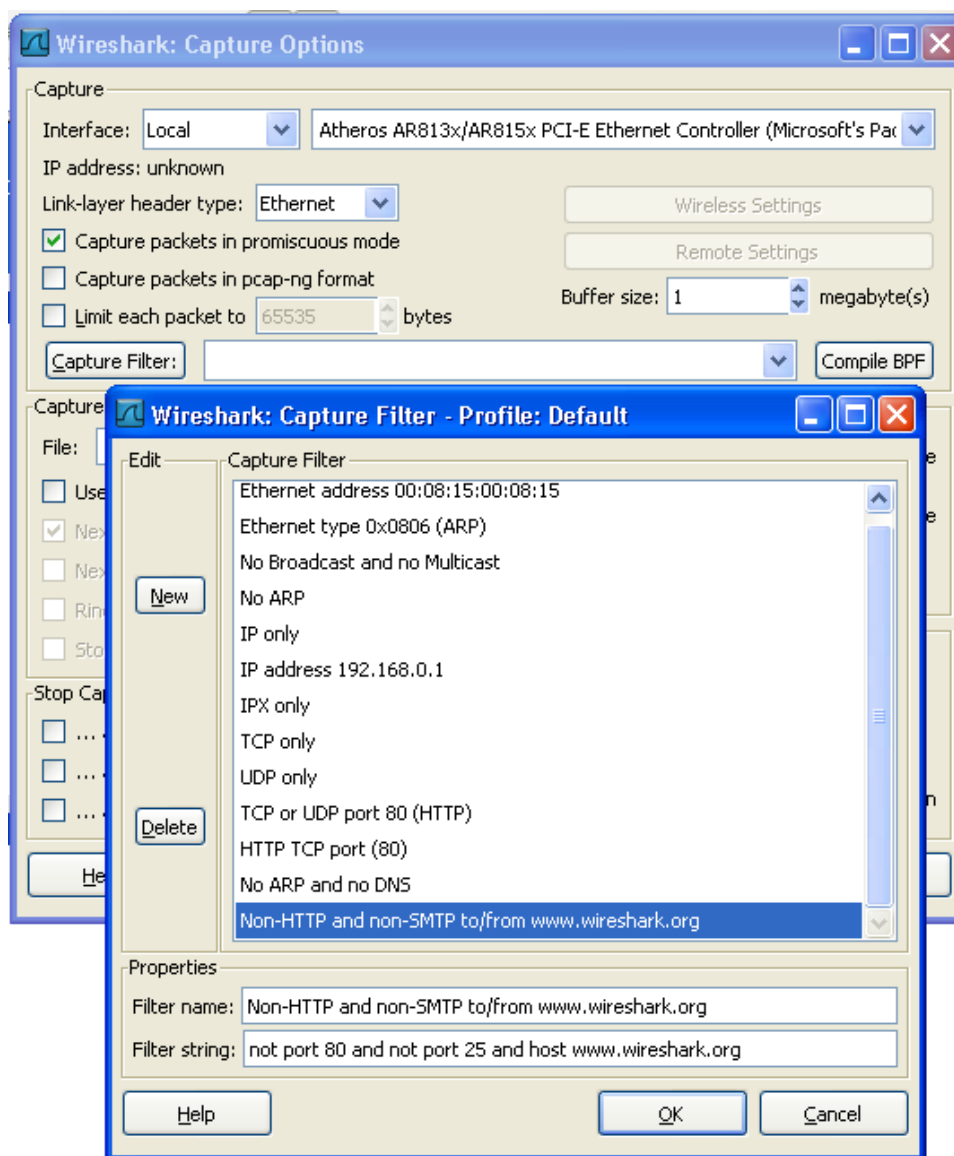 Wireshark: Capture Options
Capture
Interface: Local Atheros AR813x/AR815x PCI-E Ethernet Controller (Microsoft's Pac
IP address: unknown
Link-layer header type: Ethernet Wireless Settings
Capture packets in promiscuous mode
Remote Settings
Capture packets in pcap-ng format
Buffer size: 1 megabyte(s)
Limit each packet to 65535 bytes
Capture Filter: Compile BPF
Capture
Wireshark: Capture Filter - Profile: Default
File:
Edit
Capture Filter
Use
Ethernet address 00:08:15:00:08:15
Ethernet type 0x0806 (ARP)
No Broadcast and no Multicast
New
No ARP
IP only
IP address 192.168.0.1
Stop Cap
IPX only
...
TCP only
...
UDP only
...
TCP or UDP port 80 (HTTP)
Delete
HTTP TCP port (80)
No ARP and no DNS
Non-HTTP and non-SMTP to/from www.wireshark.org
Properties
Filter name: Non-HTTP and non-SMTP to/from www.wireshark.org
Filter string: not port 80 and not port 25 and host www.wireshark.org
Help OK Cancel